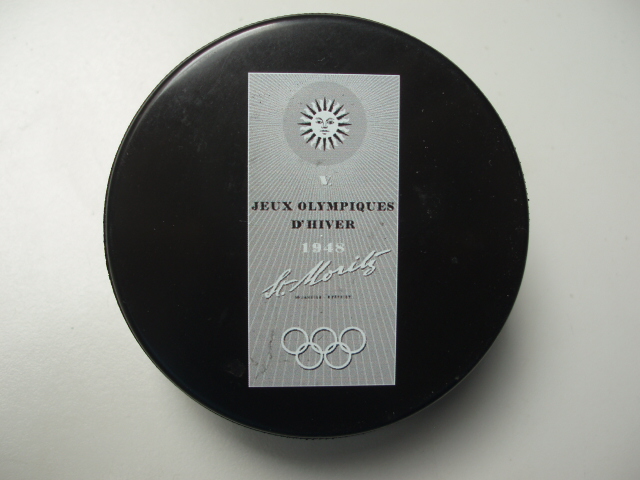 V.
JEUX OLYMPIQUES
D'HIVER
1948
St. Moritz